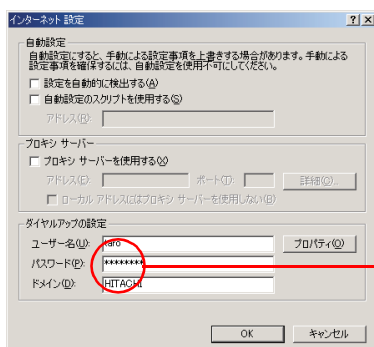 インターネット 設定
自動設定
自動設定にすると、手動による設定事項を上書きする場合があります。手動による
設定事項を確保するには、自動設定を使用不可にしてください。
設定を自動的に検出する(A)
自動設定のスクリプトを使用する(S)
アドレス(R):
プロキシ サーバー
プロキシ サーバーを使用する(X)
アドレス(E): ポート(T): 詳細(C)...
ローカル アドレスにはプロキシ サーバーを使用しない(B)
ダイヤルアップの設定
ユーザー名(U): taro プロパティ(O)
パスワード(P): ********
ドメイン(D): HITACHI
OK キャンセル